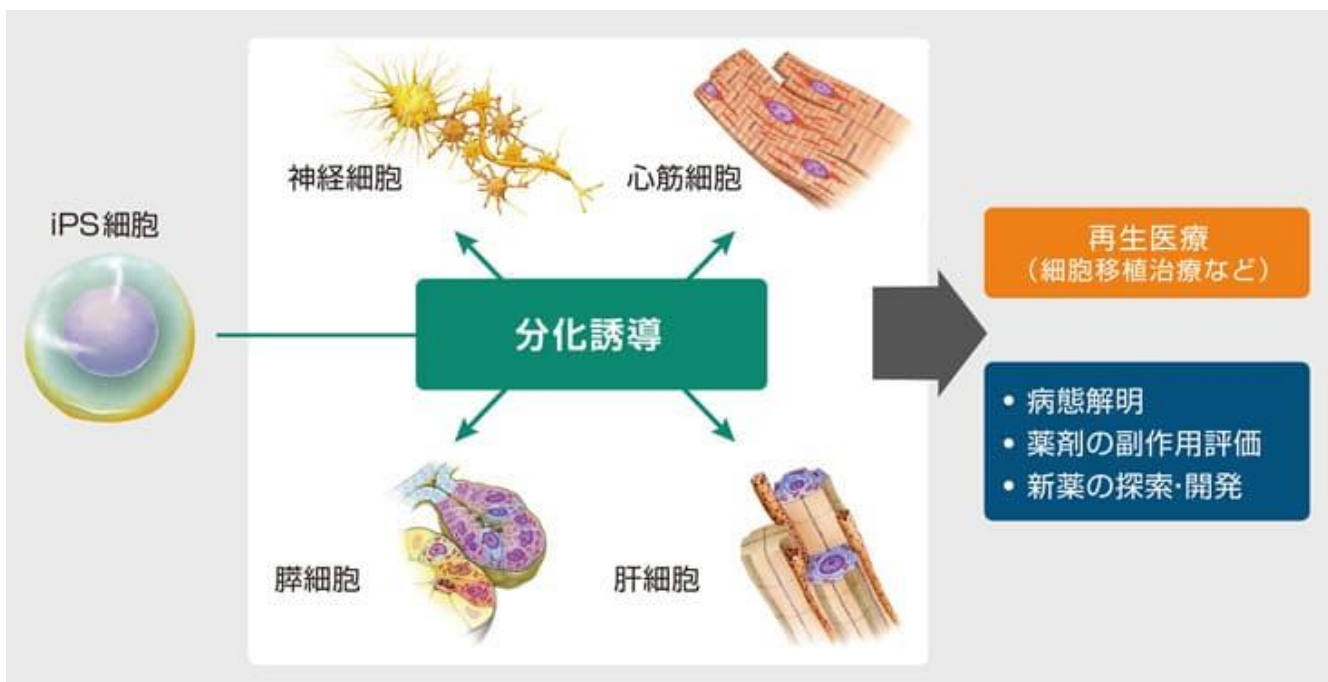 神経細胞
心筋細胞
iPS細胞
分化誘導
再生医療
（細胞移植治療など）
• 病態解明
• 薬剤の副作用評価
• 新薬の探索・開発
膵細胞
肝細胞